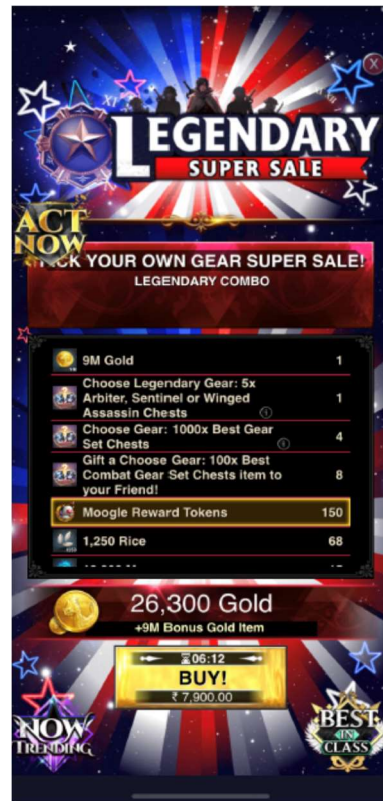 X
LEGENDARY
SUPER SALE
ACT
NOW
PICK YOUR OWN GEAR SUPER SALE!
LEGENDARY COMBO
9M Gold 1
Choose Legendary Gear: 5x
Arbiter, Sentinel or Winged
Assassin Chests 1
Choose Gear: 1000x Best Gear
Set Chests 4
Gift a Choose Gear: 100x Best
Combat Gear Set Chests item to
your Friend! 8
Moogle Reward Tokens 150
1,250 Rice 68
26,300 Gold
+9M Bonus Gold Item
06:12
BUY!
₹ 7,900.00
NOW
TRENDING
BEST
IN
CLASS